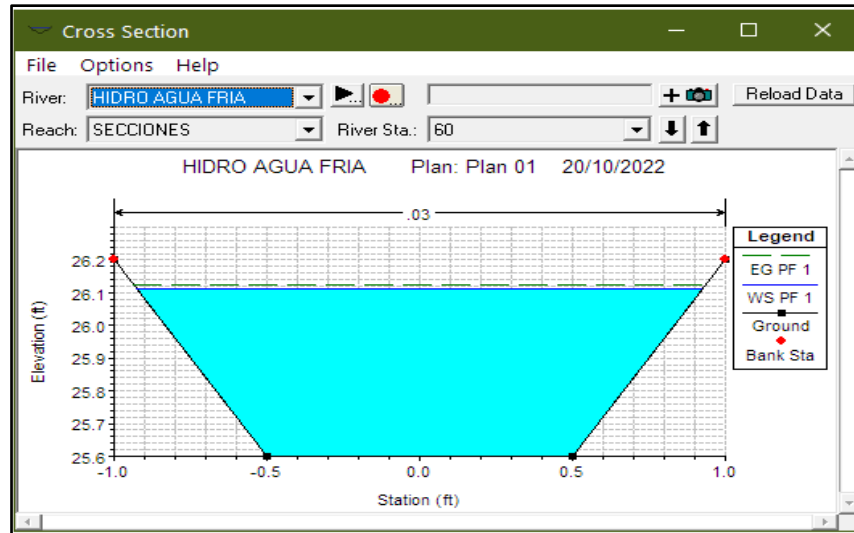 Cross Section
File Options Help
River: HIDRO AGUA FRIA Reload Data
Reach: SECCIONES River Sta.: 60
HIDRO AGUA FRIA Plan: Plan 01 20/10/2022
.03
Legend
EG PF 1
WS PF 1
Ground
Bank Sta
Elevation (ft)
26.2
26.1
26.0
25.9
25.8
25.7
25.6
-1.0 -0.5 0.0 0.5 1.0
Station (ft)